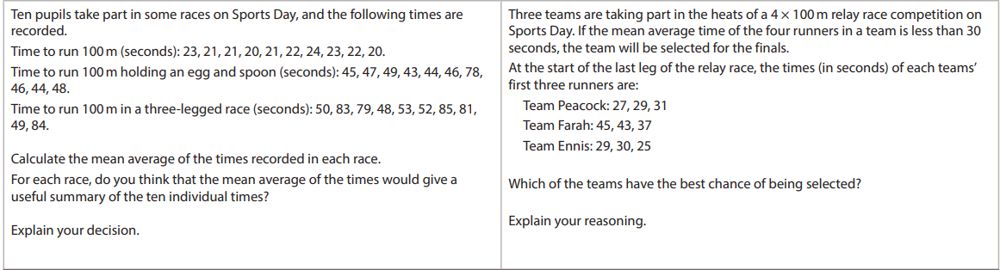 Ten pupils take part in some races on Sports Day, and the following times are
recorded.
Time to run 100 m (seconds): 23, 21, 21, 20, 21, 22, 24, 23, 22, 20.
Time to run 100 m holding an egg and spoon (seconds): 45, 47, 49, 43, 44, 46, 78,
46, 44, 48.
Time to run 100 m in a three-legged race (seconds): 50, 83, 79, 48, 53, 52, 85, 81,
49, 84.
Calculate the mean average of the times recorded in each race.
For each race, do you think that the mean average of the times would give a
useful summary of the ten individual times?
Explain your decision.
Three teams are taking part in the heats of a 4 × 100 m relay race competition on
Sports Day. If the mean average time of the four runners in a team is less than 30
seconds, the team will be selected for the finals.
At the start of the last leg of the relay race, the times (in seconds) of each teams’
first three runners are:
Team Peacock: 27, 29, 31
Team Farah: 45, 43, 37
Team Ennis: 29, 30, 25
Which of the teams have the best chance of being selected?
Explain your reasoning.